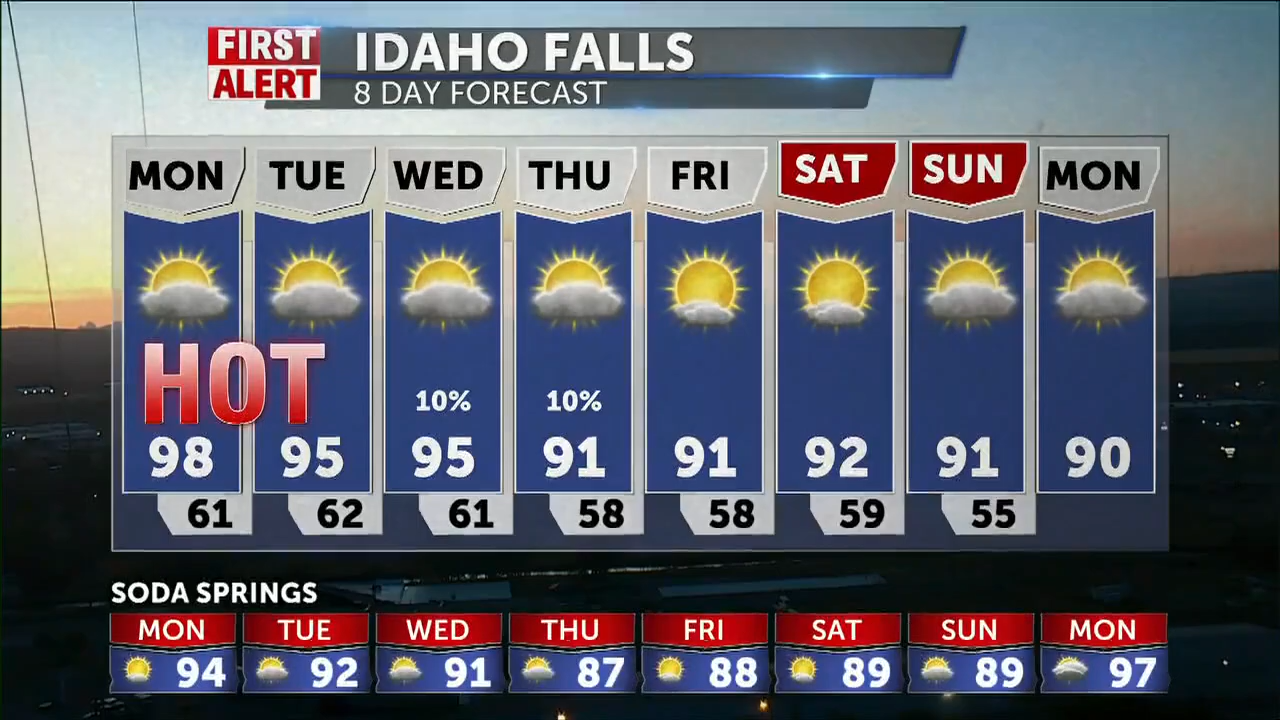 FIRST ALERT
IDAHO FALLS
8 DAY FORECAST
MON TUE WED THU FRI SAT SUN MON
HOT
10% 10%
98 95 95 91 91 92 91 90
61 62 61 58 58 59 55
SODA SPRINGS
MON TUE WED THU FRI SAT SUN MON
94 92 91 87 88 89 89 97